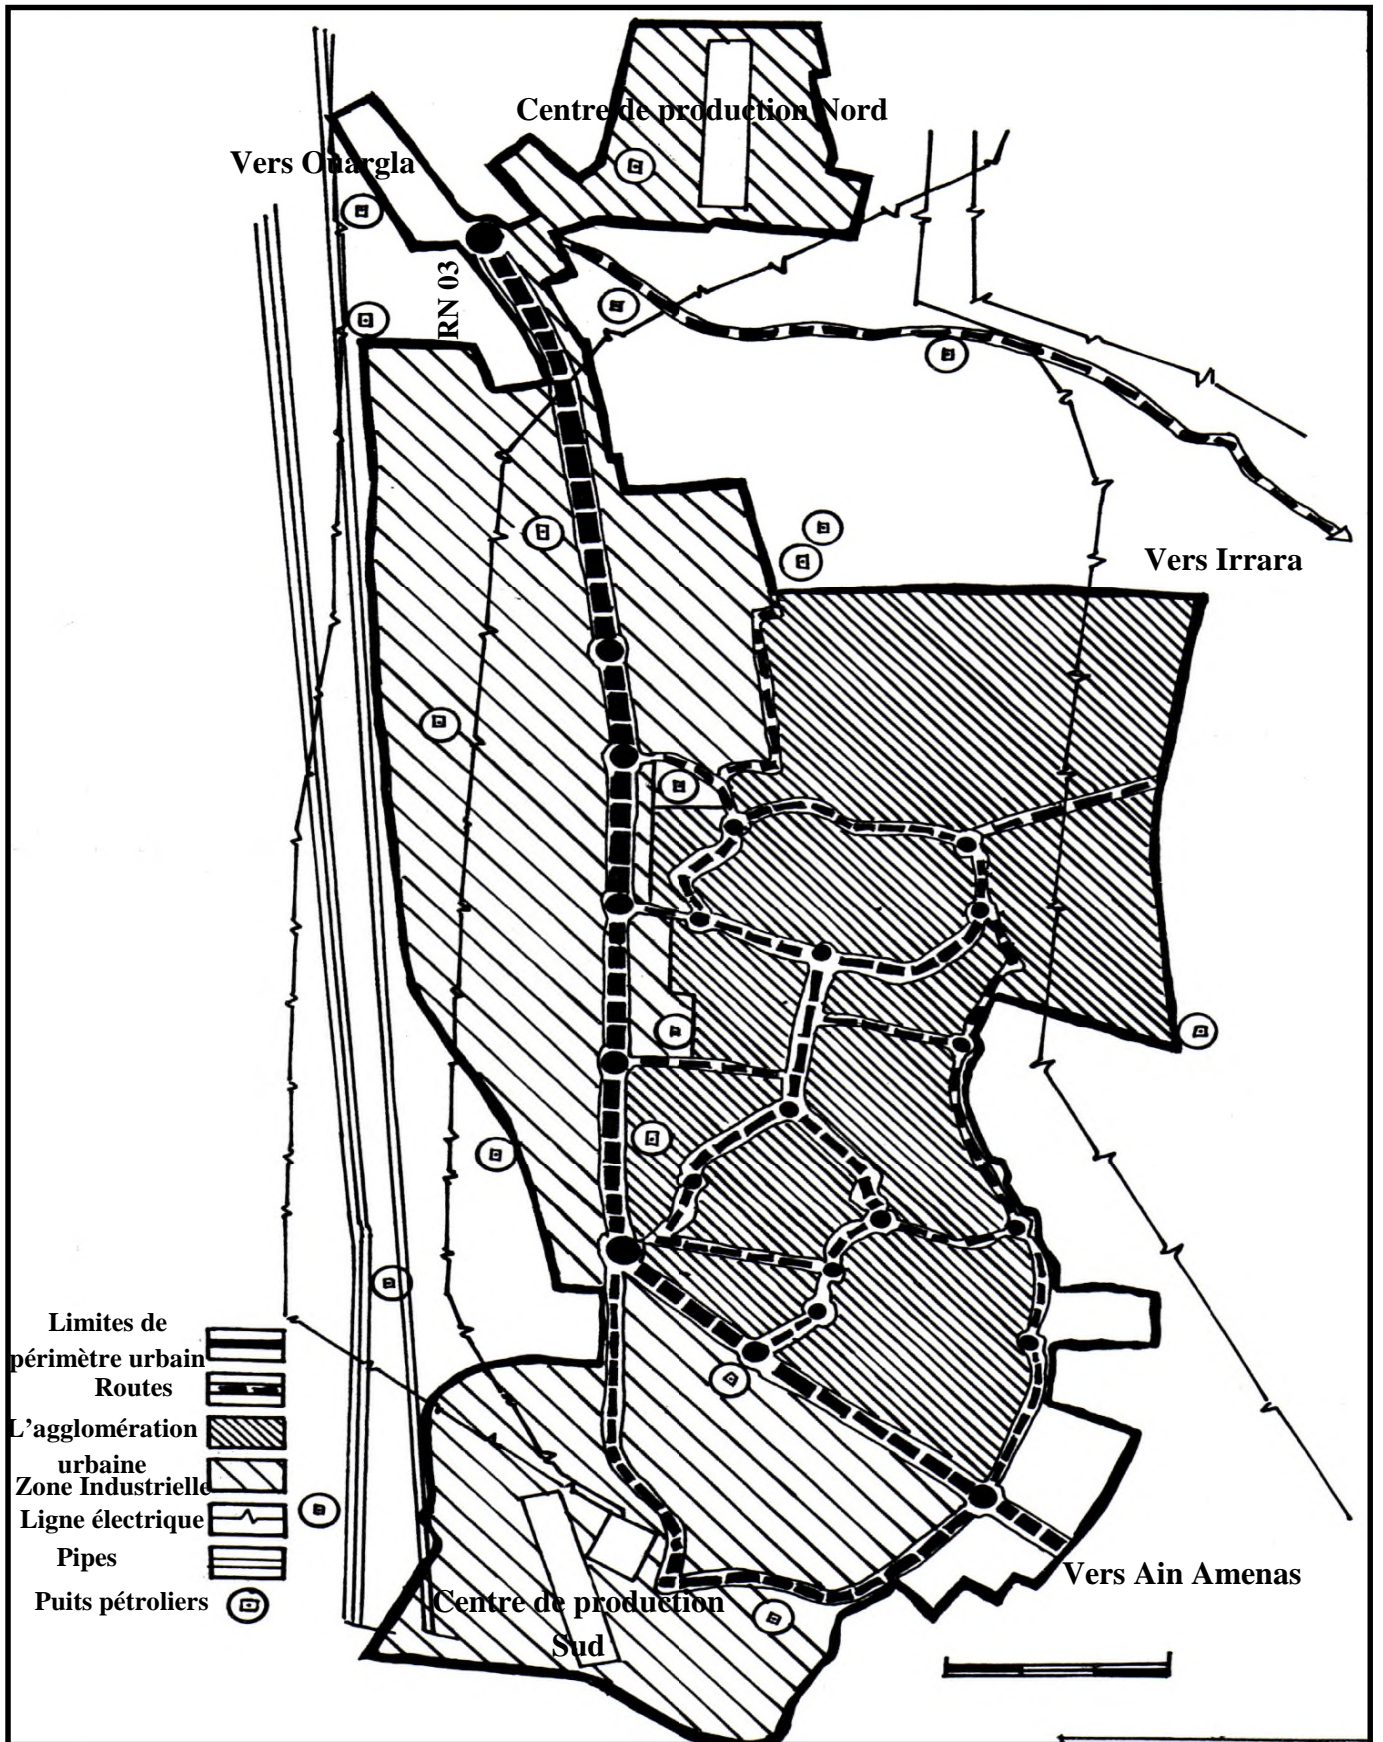 Centre de production Nord
Vers Ouargla
RN 03
Vers Irrara
Limites de
périmètre urbain
Routes
L'agglomération
urbaine
Zone Industrielle
Ligne électrique
Pipes
Puits pétroliers
Vers Ain Amenas
Centre de production
Sud